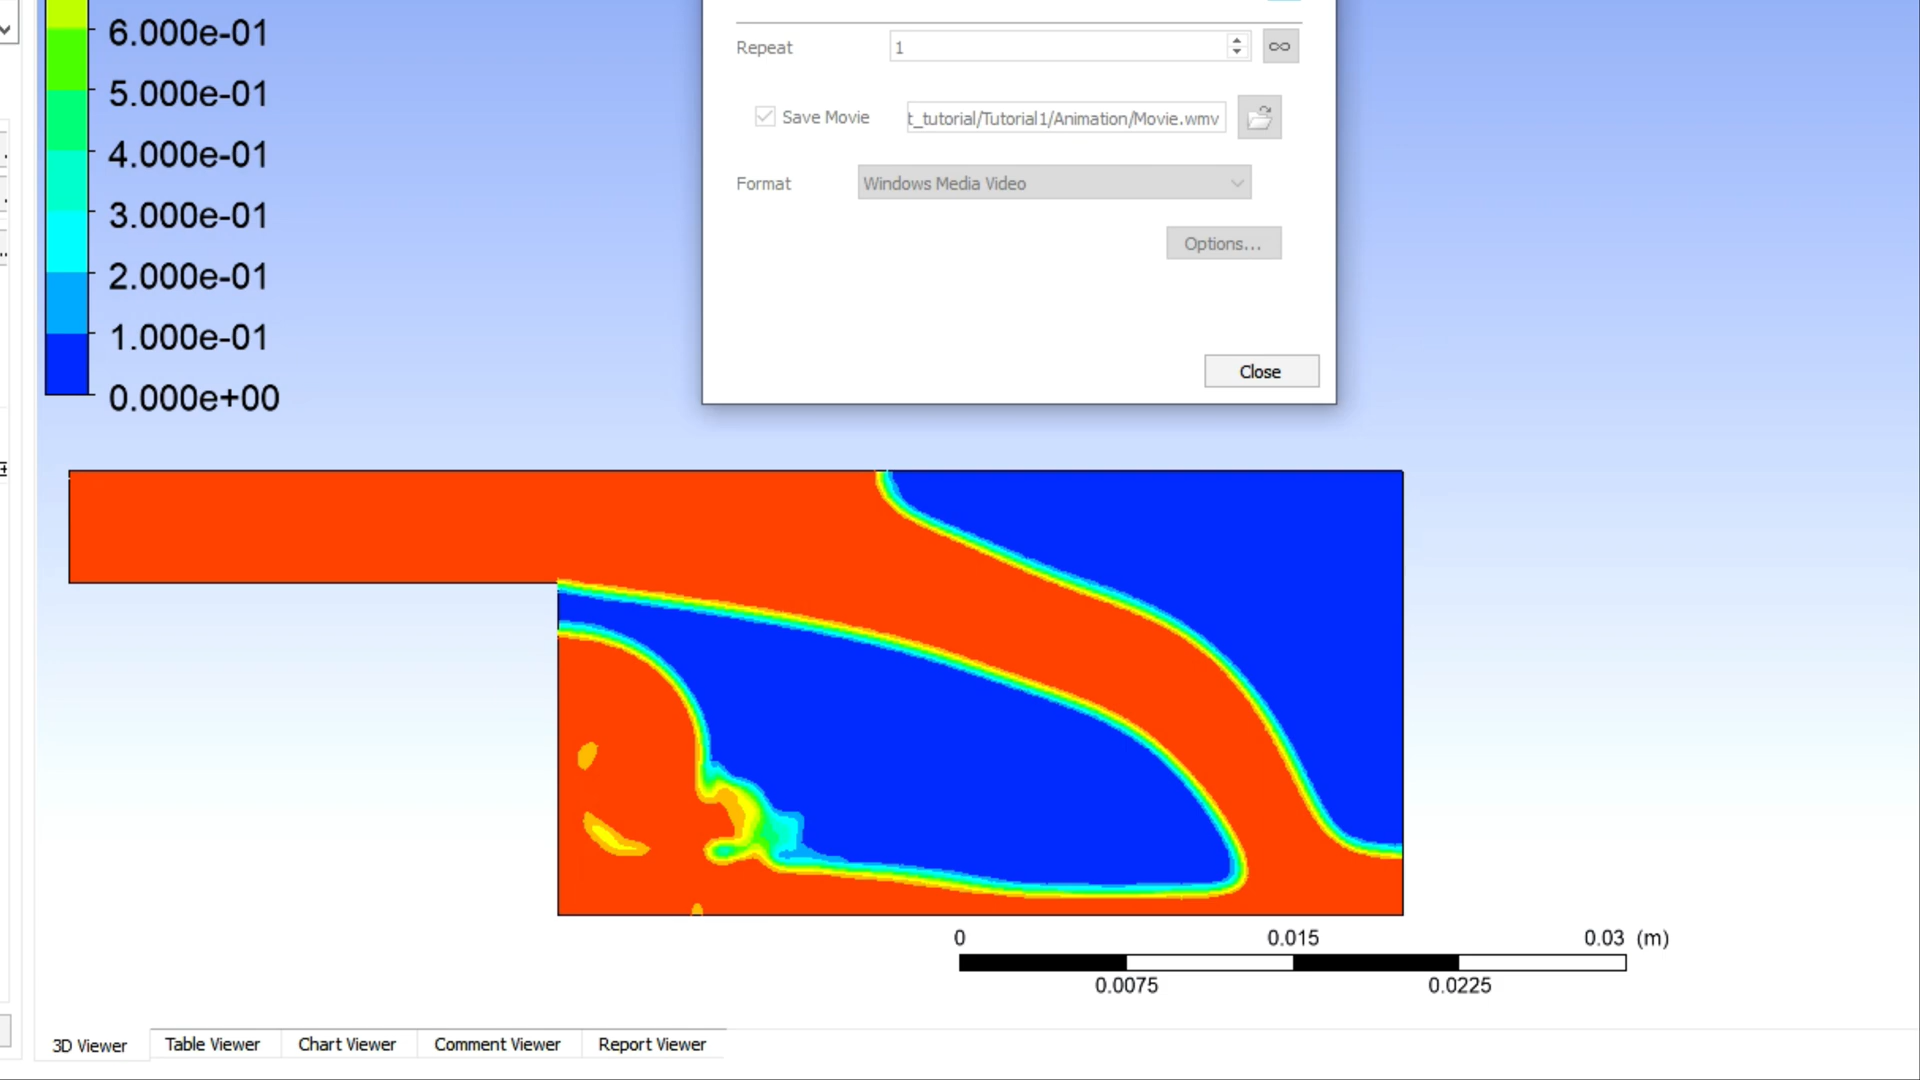 6.000e-01
5.000e-01
4.000e-01
3.000e-01
2.000e-01
1.000e-01
0.000e+00
Repeat 1 ∞
Save Movie t_tutorial/Tutorial1/Animation/Movie.wmv
Format Windows Media Video
Options...
Close
0 0.015 0.03 (m)
0.0075 0.0225
3D Viewer Table Viewer Chart Viewer Comment Viewer Report Viewer